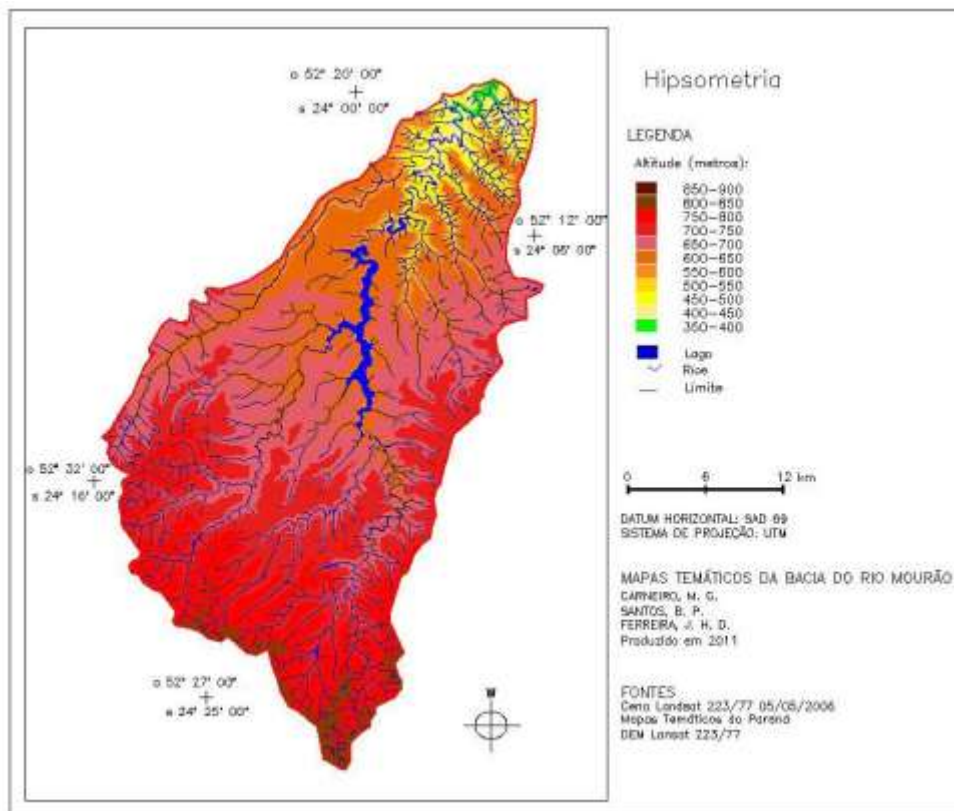 o 52° 20' 00"
s 24° 00' 00"
o 52° 12' 00"
s 24° 06' 00"
o 52° 32' 00"
s 24° 16' 00"
o 52° 27' 00"
s 24° 25' 00"
Hipsometria
LEGENDA
Altitude (metros):
850-900
800-850
750-800
700-750
650-700
600-650
550-600
500-550
450-500
400-450
350-400
Lago
Rios
Limite
0 6 12 km
DATUM HORIZONTAL: SAD 69
SISTEMA DE PROJEÇÃO: UTM
MAPAS TEMÁTICOS DA BACIA DO RIO MOURÃO
CARNEIRO, M. G.
SANTOS, B. P.
FERREIRA, J. H. D.
Produzido em 2011
FONTES
Cena Landsat 223/77 05/05/2006
Mapas Temáticos do Paraná
DEM Lansat 223/77